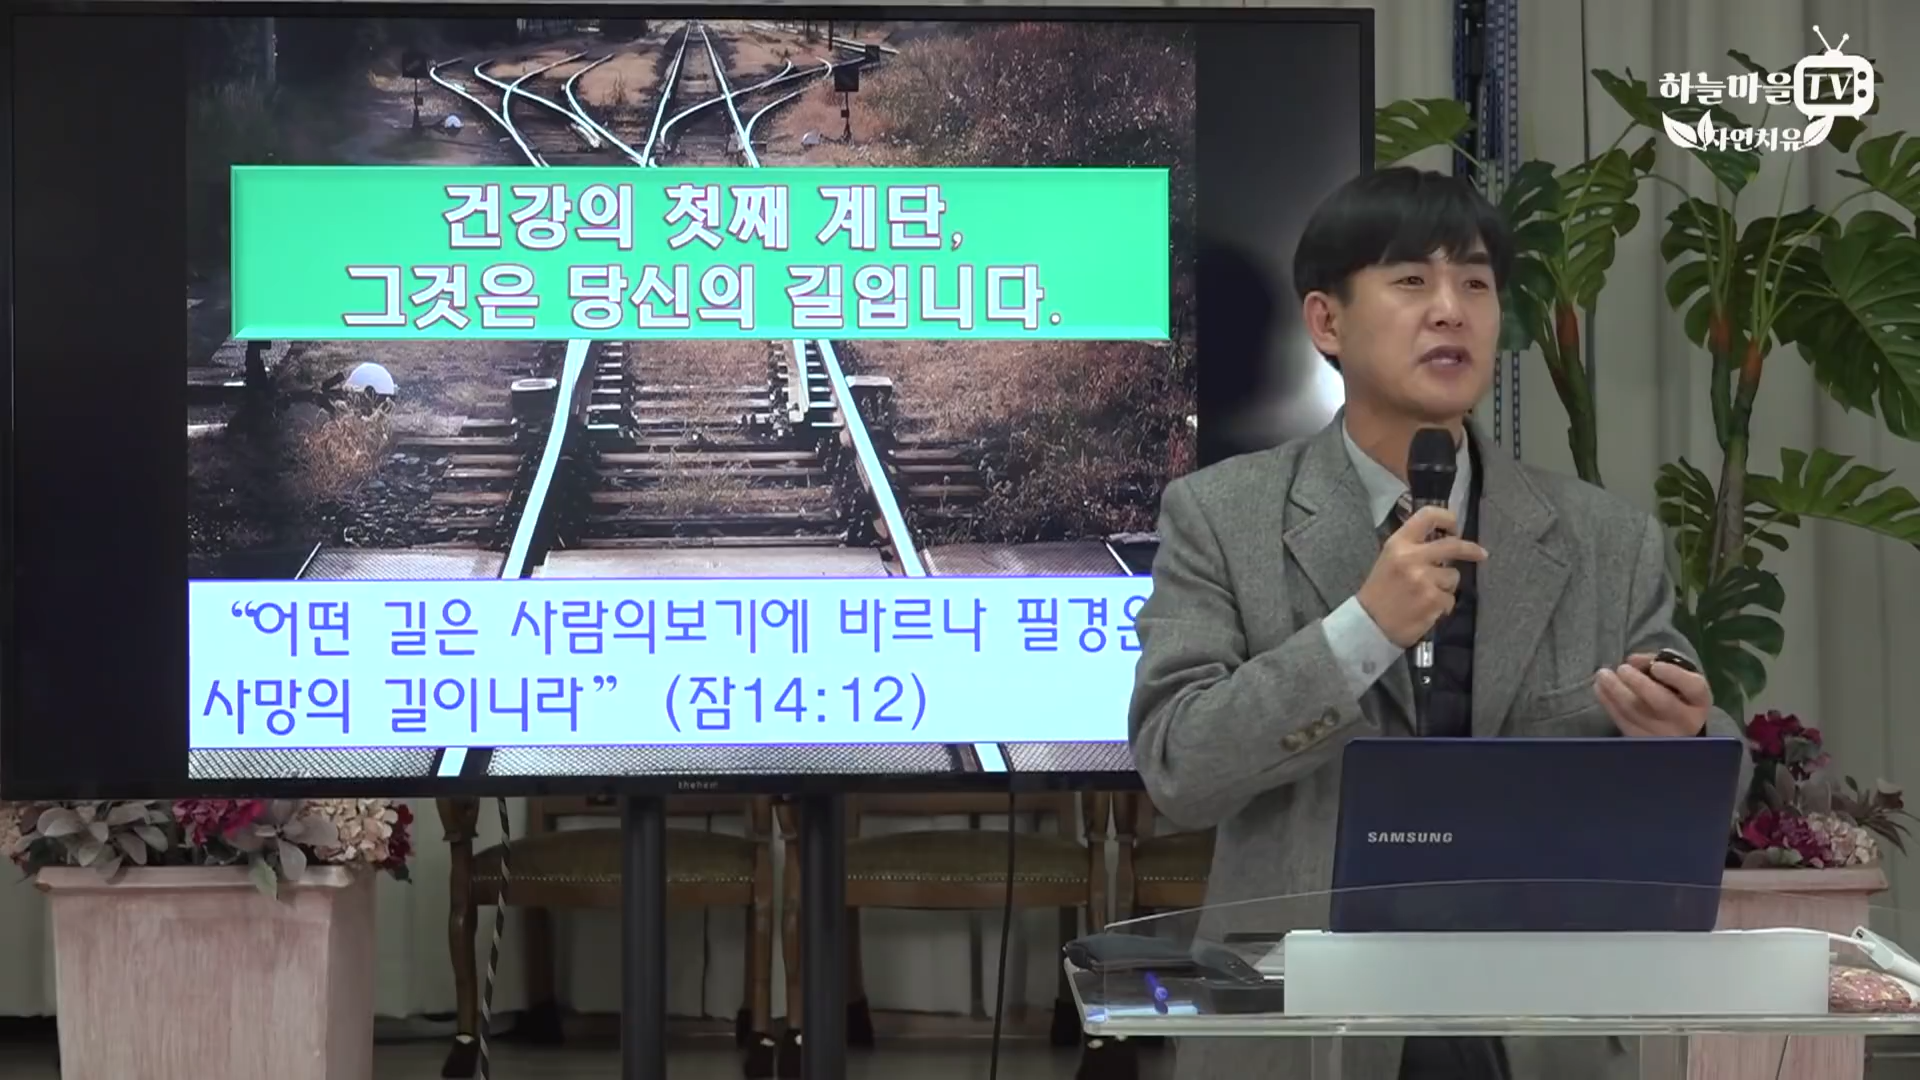 하늘마을 TV
자연치유
건강의 첫째 계단,
그것은 당신의 길입니다.
“어떤 길은 사람의보기에 바르나 필경은
사망의 길이니라” (잠14:12)
SAMSUNG